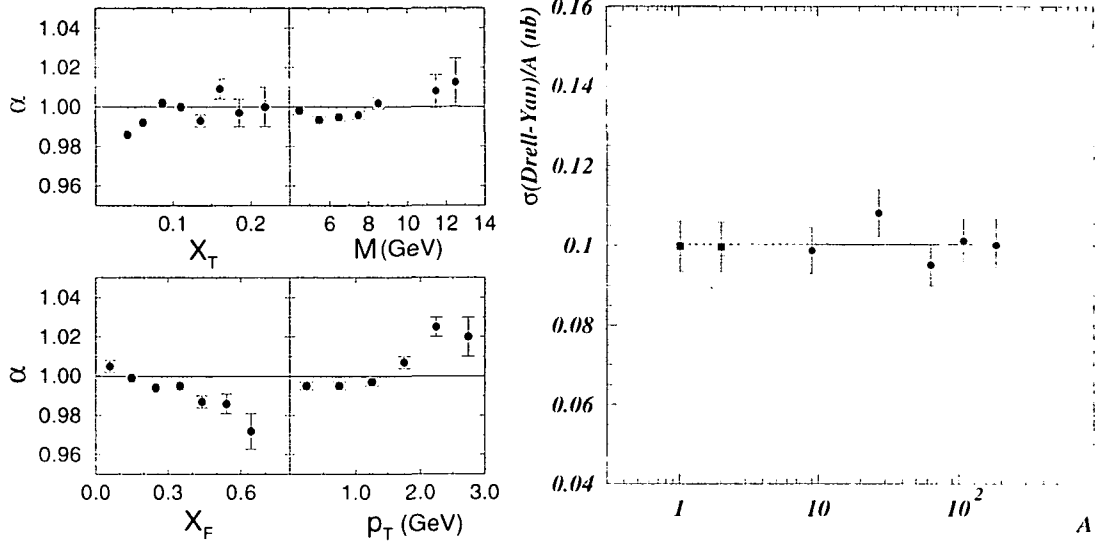 1.04
1.02
1.00
0.98
0.96
α
0.1 0.2 6 8 10 12 14
X_T M (GeV)
1.04
1.02
1.00
0.98
0.96
α
0.0 0.3 0.6 1.0 2.0 3.0
X_F p_T (GeV)
σ(Drell-Yan)/A (nb)
0.16
0.14
0.12
0.1
0.08
0.06
0.04
1 10 10²
A